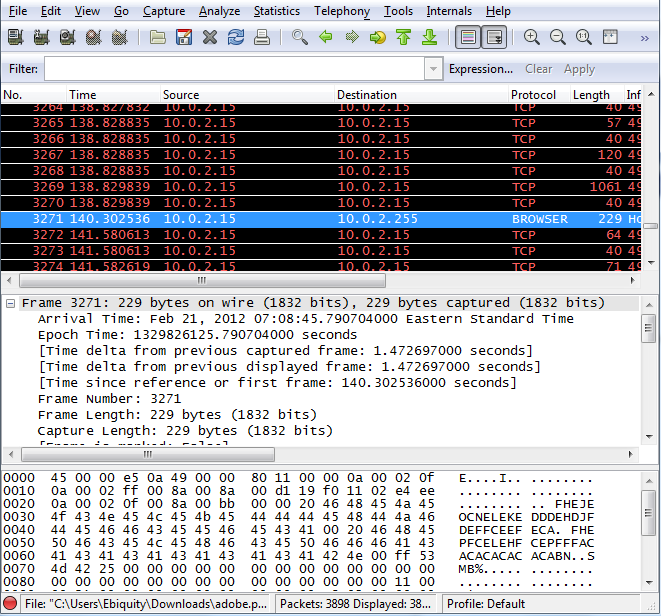 File Edit View Go Capture Analyze Statistics Telephony Tools Internals Help
Filter: Expression... Clear Apply
No. Time Source Destination Protocol Length Inf
3264 138.827832 10.0.2.15 10.0.2.15 TCP 40 49
3265 138.828835 10.0.2.15 10.0.2.15 TCP 57 49
3266 138.828835 10.0.2.15 10.0.2.15 TCP 40 49
3267 138.828835 10.0.2.15 10.0.2.15 TCP 120 49
3268 138.828835 10.0.2.15 10.0.2.15 TCP 40 49
3269 138.829839 10.0.2.15 10.0.2.15 TCP 1061 49
3270 138.829839 10.0.2.15 10.0.2.15 TCP 40 49
3271 140.302536 10.0.2.15 10.0.2.255 BROWSER 229 Ho
3272 141.580613 10.0.2.15 10.0.2.15 TCP 64 49
3273 141.580613 10.0.2.15 10.0.2.15 TCP 40 49
3274 141.582619 10.0.2.15 10.0.2.15 TCP 71 49
Frame 3271: 229 bytes on wire (1832 bits), 229 bytes captured (1832 bits)
Arrival Time: Feb 21, 2012 07:08:45.790704000 Eastern Standard Time
Epoch Time: 1329826125.790704000 seconds
[Time delta from previous captured frame: 1.472697000 seconds]
[Time delta from previous displayed frame: 1.472697000 seconds]
[Time since reference or first frame: 140.302536000 seconds]
Frame Number: 3271
Frame Length: 229 bytes (1832 bits)
Capture Length: 229 bytes (1832 bits)
[Frame is marked: False]
0000 45 00 00 e5 0a 49 00 00 80 11 00 00 0a 00 02 0f E....I.. ........
0010 0a 00 02 ff 00 8a 00 8a 00 d1 19 f0 11 02 e4 ee ........ ........
0020 0a 00 02 0f 00 8a 00 bb 00 00 20 46 48 45 4a 45 ........ .. FHEJE
0030 4f 43 4e 45 4c 45 4b 45 44 44 44 45 48 44 4a 46 OCNELEKE DDDEHDJF
0040 44 45 46 46 43 45 45 46 45 43 41 00 20 46 48 45 DEFFCEEF ECA. FHE
0050 50 46 43 45 4c 45 48 46 43 45 50 46 46 46 41 43 PFCELEHF CEPFFFAC
0060 41 43 41 43 41 43 41 43 41 43 41 42 4e 00 ff 53 ACACACAC ACABN..S
0070 4d 42 25 00 00 00 00 00 00 00 00 00 00 00 00 00 MB%..... ........
0080 00 00 00 00 00 00 00 00 00 00 00 00 00 00 11 00 ........ ........
File: "C:\Users\Ebiquity\Downloads\adobe.p... Packets: 3898 Displayed: 38... Profile: Default